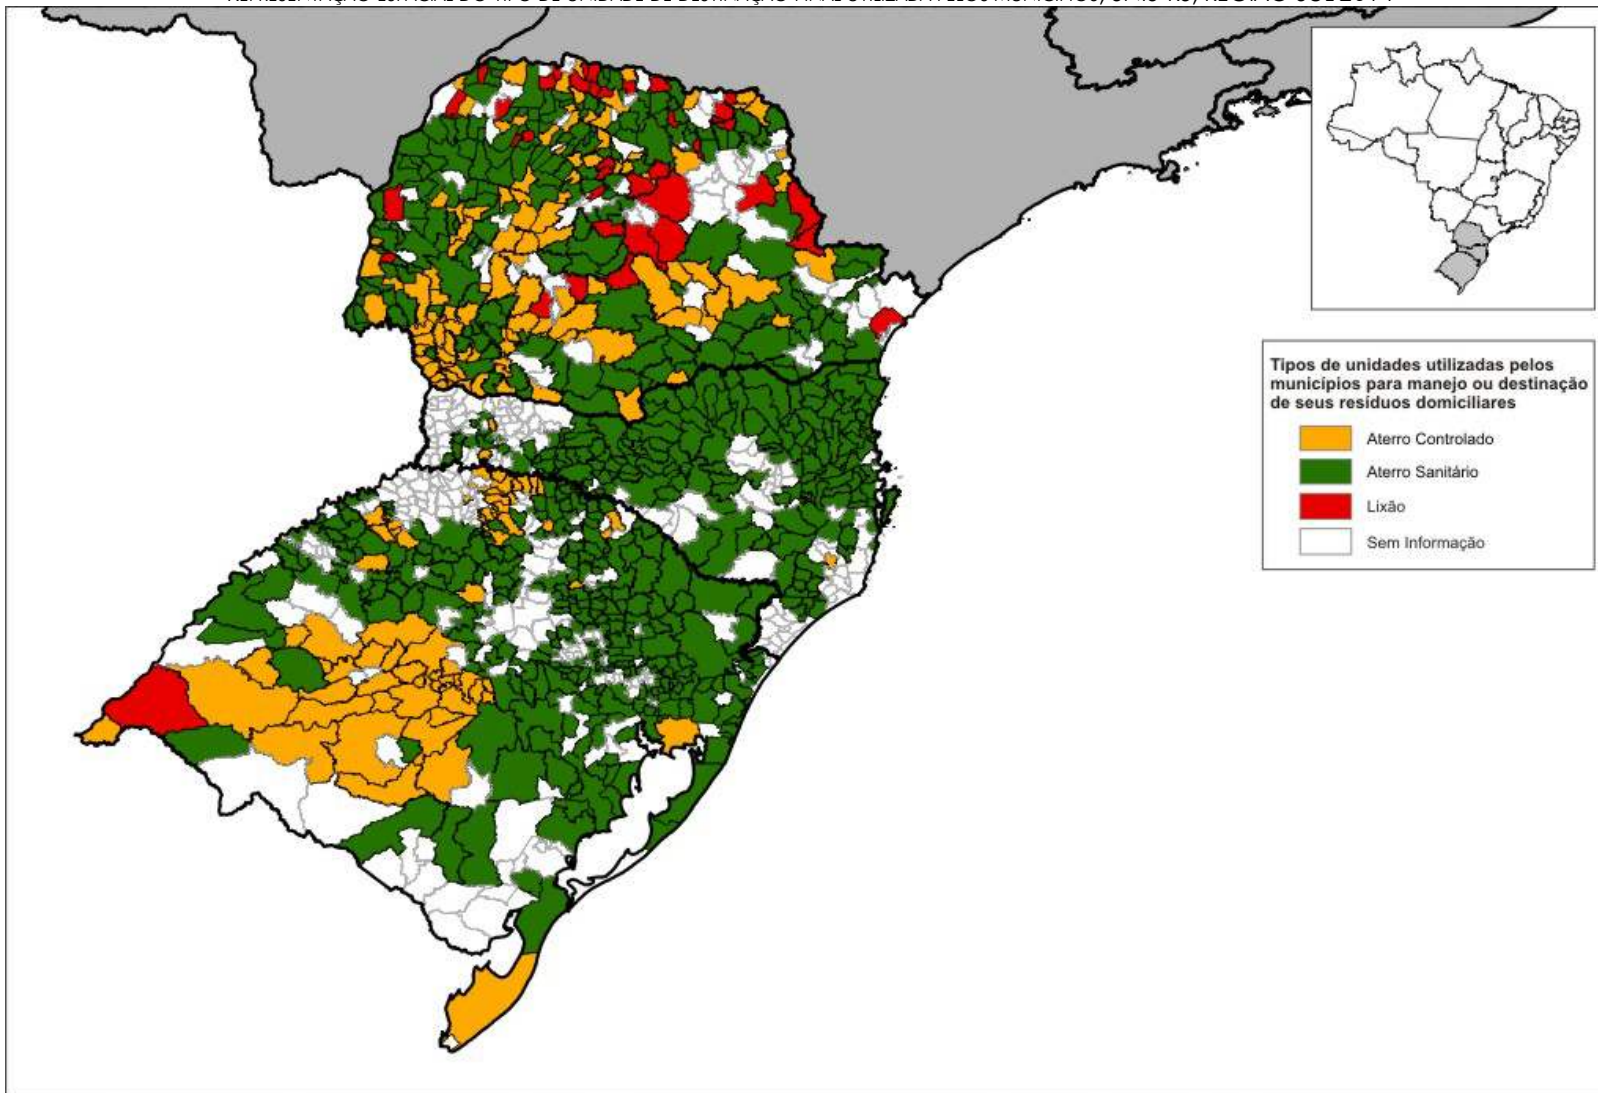 Tipos de unidades utilizadas pelos
municípios para manejo ou destinação
de seus resíduos domiciliares
Aterro Controlado
Aterro Sanitário
Lixão
Sem Informação